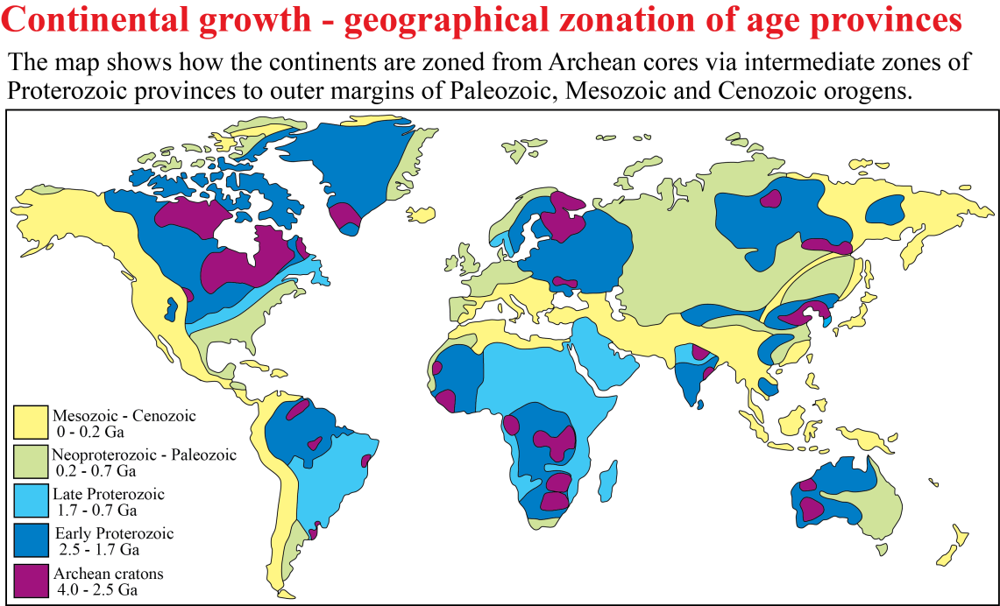 Continental growth - geographical zonation of age provinces
The map shows how the continents are zoned from Archean cores via intermediate zones of
Proterozoic provinces to outer margins of Paleozoic, Mesozoic and Cenozoic orogens.
Mesozoic - Cenozoic
0 - 0.2 Ga
Neoproterozoic - Paleozoic
0.2 - 0.7 Ga
Late Proterozoic
1.7 - 0.7 Ga
Early Proterozoic
2.5 - 1.7 Ga
Archean cratons
4.0 - 2.5 Ga